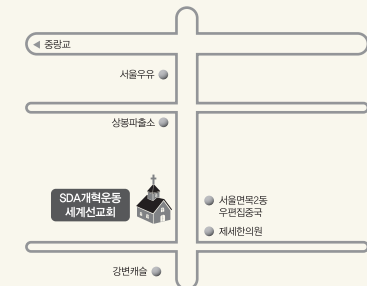 중랑교
서울우유
상봉파출소
SDA개혁운동
세계선교회
서울면목2동
우편집중국
제세한의원
강변캐슬